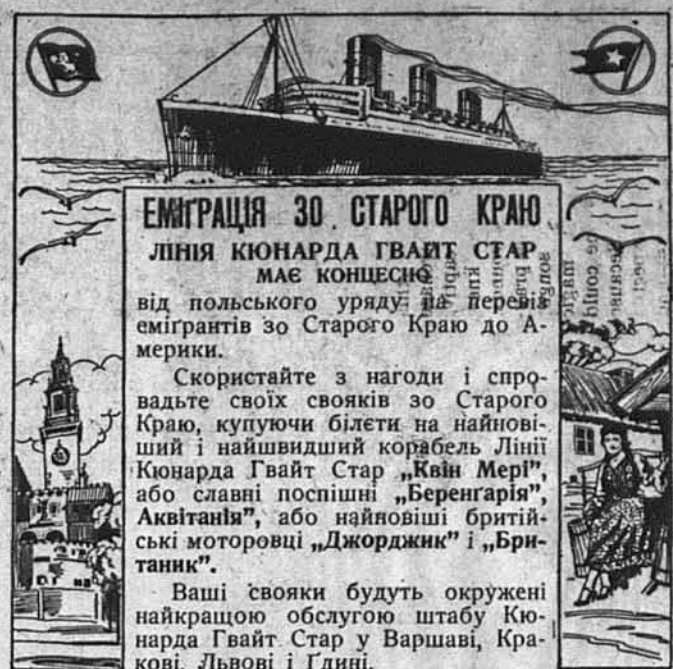 ЕМІҐРАЦІЯ ЗО СТАРОГО КРАЮ
ЛІНІЯ КЮНАРДА ГВАЙТ СТАР
МАЄ КОНЦЕСІЮ
від польського уряду на перевіз
еміґрантів зо Старого Краю до А-
мерики.
Скористайте з нагоди і спро-
вадьте своїх свояків зо Старого
Краю, купуючи білєти на найнові-
ший і найшвидший корабель Лінії
Кюнарда Гвайт Стар „Квін Мері”,
або славні поспішні „Беренґарія”,
Аквітанія”, або найновіші бритій-
ські моторовці „Джорджик” і „Бри-
таник”.
Ваші свояки будуть окружені
найкращою обслугою штабу Кю-
нарда Гвайт Стар у Варшаві, Кра-
кові, Львові і Ґдині.